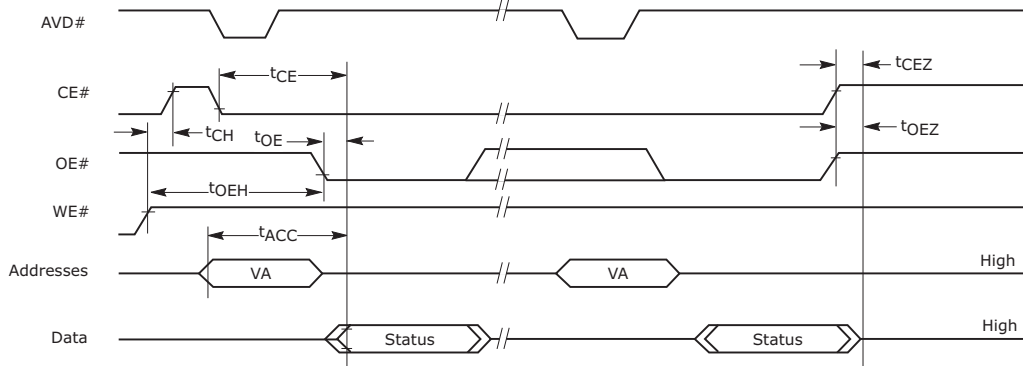 AVD#
tCE
tCEZ
CE#
tCH
tOE
tOEZ
OE#
tOEH
WE#
tACC
Addresses
VA
VA
High
Data
Status
Status
High